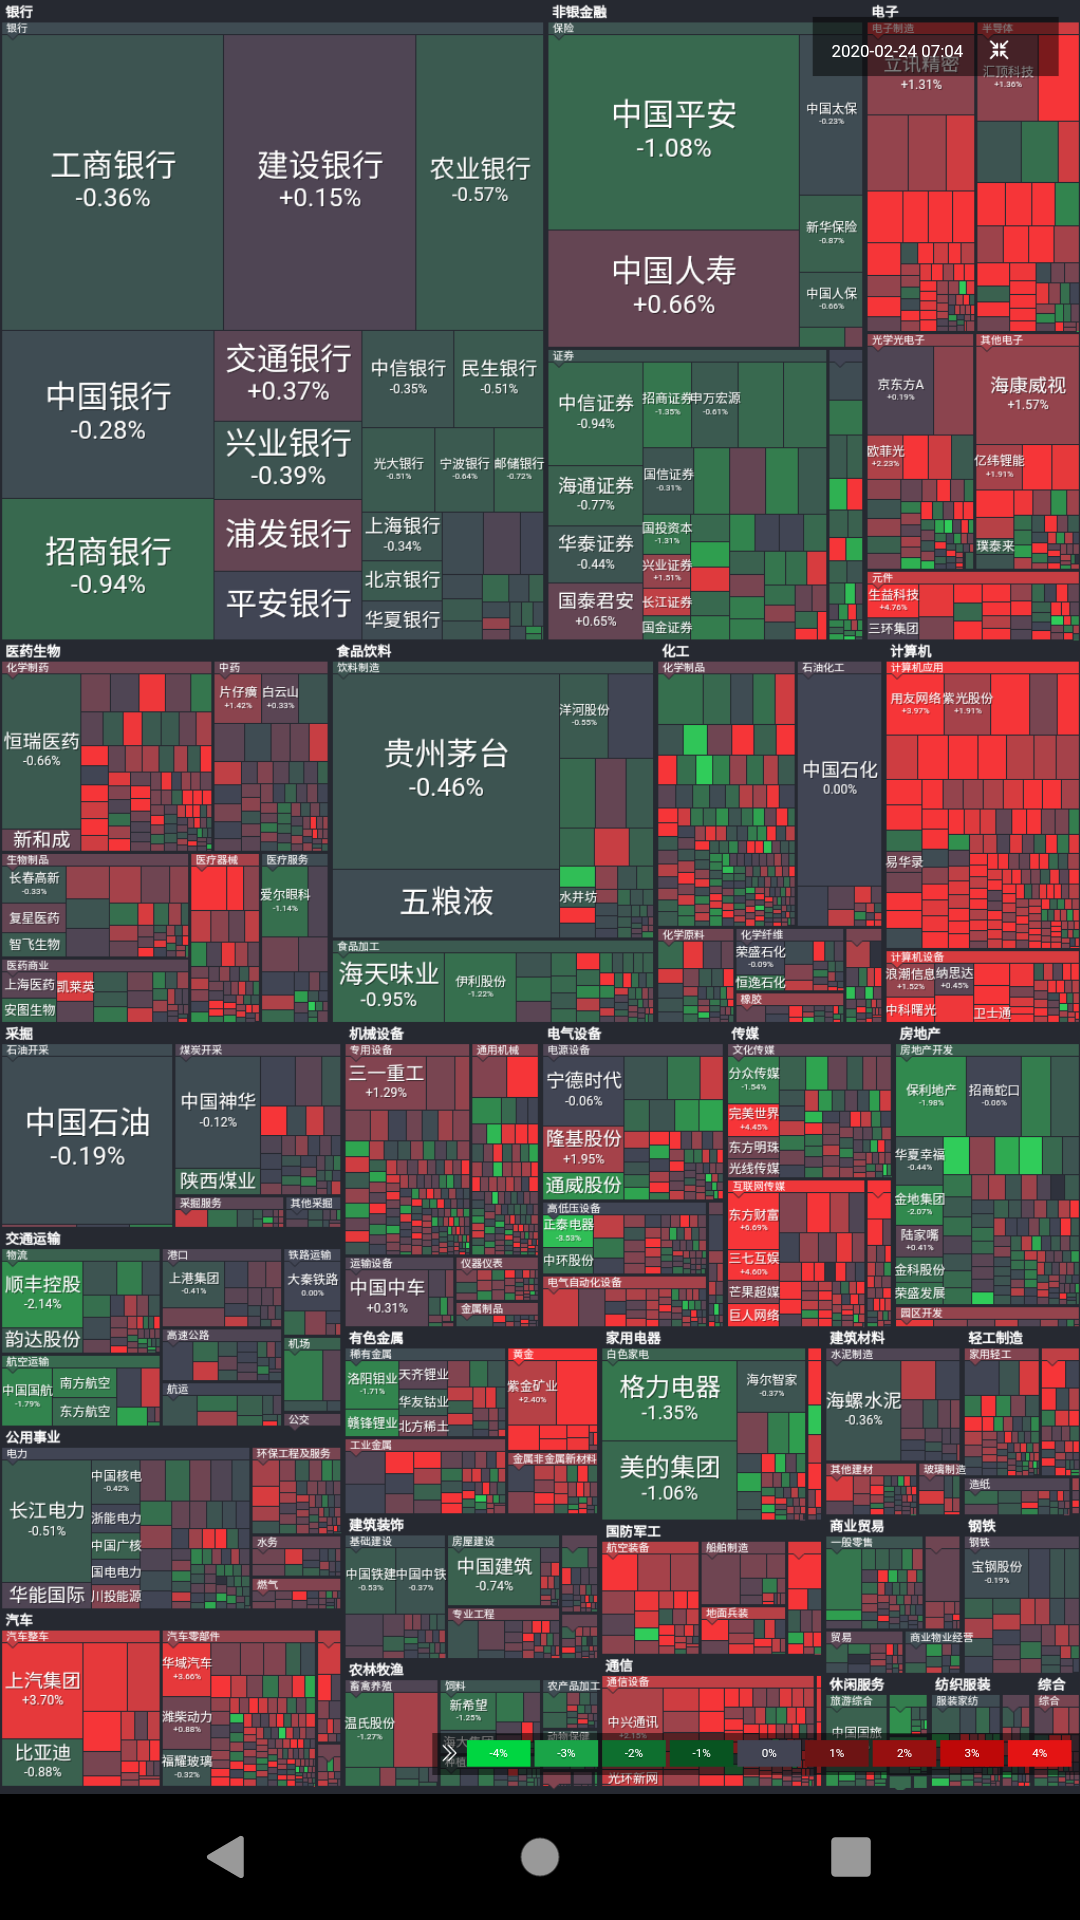 银行
银行
工商银行
-0.36%
建设银行
+0.15%
农业银行
-0.57%
中国银行
-0.28%
招商银行
-0.94%
交通银行
+0.37%
兴业银行
-0.39%
浦发银行
平安银行
中信银行
-0.35%
民生银行
-0.51%
光大银行
-0.51%
宁波银行
-0.64%
邮储银行
-0.72%
上海银行
-0.34%
北京银行
华夏银行
非银金融
保险
中国平安
-1.08%
中国太保
-0.23%
新华保险
-0.87%
中国人保
-0.66%
中国人寿
+0.66%
证券
中信证券
-0.94%
招商证券
-1.35%
申万宏源
-0.61%
海通证券
-0.77%
国信证券
-0.31%
华泰证券
-0.44%
国投资本
-1.31%
兴业证券
+1.51%
国泰君安
+0.65%
长江证券
国金证券
电子
电子制造
半导体
2020-02-24 07:04
立讯精密
+1.31%
汇顶科技
+1.36%
光学光电子
京东方A
+0.19%
欧菲光
+2.23%
其他电子
海康威视
+1.57%
亿纬锂能
+1.91%
璞泰来
元件
生益科技
+4.76%
三环集团
医药生物
化学制药
恒瑞医药
-0.66%
新和成
中药
片仔癀
+1.42%
白云山
+0.33%
生物制品
长春高新
-0.33%
复星医药
智飞生物
医疗器械
医疗服务
爱尔眼科
-1.14%
医药商业
上海医药
凯莱英
安图生物
食品饮料
饮料制造
贵州茅台
-0.46%
洋河股份
-0.55%
五粮液
水井坊
食品加工
海天味业
-0.95%
伊利股份
-1.22%
化工
化学制品
石油化工
中国石化
0.00%
化学原料
化学纤维
荣盛石化
-0.09%
恒逸石化
橡胶
计算机
计算机应用
用友网络
+3.97%
紫光股份
+1.91%
易华录
计算机设备
浪潮信息
+1.52%
纳思达
+0.45%
中科曙光
卫士通
采掘
石油开采
中国石油
-0.19%
煤炭开采
中国神华
-0.12%
陕西煤业
采掘服务
其他采掘
机械设备
专用设备
三一重工
+1.29%
通用机械
运输设备
中国中车
+0.31%
仪器仪表
金属制品
电气设备
电源设备
宁德时代
-0.06%
隆基股份
+1.95%
通威股份
高低压设备
正泰电器
-3.53%
中环股份
电气自动化设备
传媒
文化传媒
分众传媒
-1.54%
完美世界
+4.45%
东方明珠
光线传媒
互联网传媒
东方财富
+6.69%
三七互娱
+4.60%
芒果超媒
巨人网络
房地产
房地产开发
保利地产
-1.98%
招商蛇口
-0.06%
华夏幸福
-0.44%
金地集团
-2.07%
陆家嘴
+0.41%
金科股份
荣盛发展
园区开发
交通运输
物流
顺丰控股
-2.14%
韵达股份
港口
上港集团
-0.41%
铁路运输
大秦铁路
0.00%
高速公路
机场
航空运输
中国国航
-1.79%
南方航空
东方航空
航运
公交
公用事业
电力
长江电力
-0.51%
中国核电
-0.42%
浙能电力
中国广核
国电电力
华能国际
川投能源
环保工程及服务
水务
燃气
有色金属
稀有金属
洛阳钼业
-1.71%
天齐锂业
华友钴业
赣锋锂业
北方稀土
黄金
紫金矿业
+2.40%
工业金属
金属非金属新材料
家用电器
白色家电
格力电器
-1.35%
海尔智家
-0.37%
美的集团
-1.06%
建筑材料
水泥制造
海螺水泥
-0.36%
其他建材
玻璃制造
轻工制造
家用轻工
造纸
建筑装饰
基础建设
中国铁建
-0.53%
中国中铁
-0.37%
房屋建设
中国建筑
-0.74%
专业工程
国防军工
航空装备
船舶制造
地面兵装
商业贸易
一般零售
贸易
商业物业经营
钢铁
钢铁
宝钢股份
-0.19%
汽车
汽车整车
上汽集团
+3.70%
比亚迪
-0.88%
汽车零部件
华域汽车
+3.66%
潍柴动力
+0.88%
福耀玻璃
-0.32%
农林牧渔
畜禽养殖
温氏股份
-1.27%
饲料
新希望
-1.25%
海大集团
农产品加工
动物保健
通信
通信设备
中兴通讯
光环新网
休闲服务
旅游综合
中国国旅
纺织服装
服装家纺
综合
综合
-4%
-3%
-2%
-1%
0%
1%
2%
3%
4%